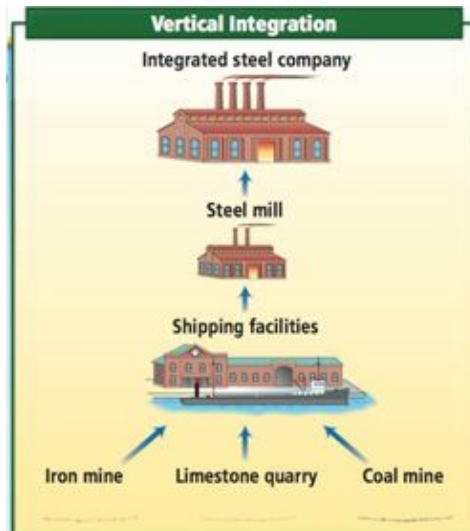 Vertical Integration
Integrated steel company
Steel mill
Shipping facilities
Iron mine
Limestone quarry
Coal mine